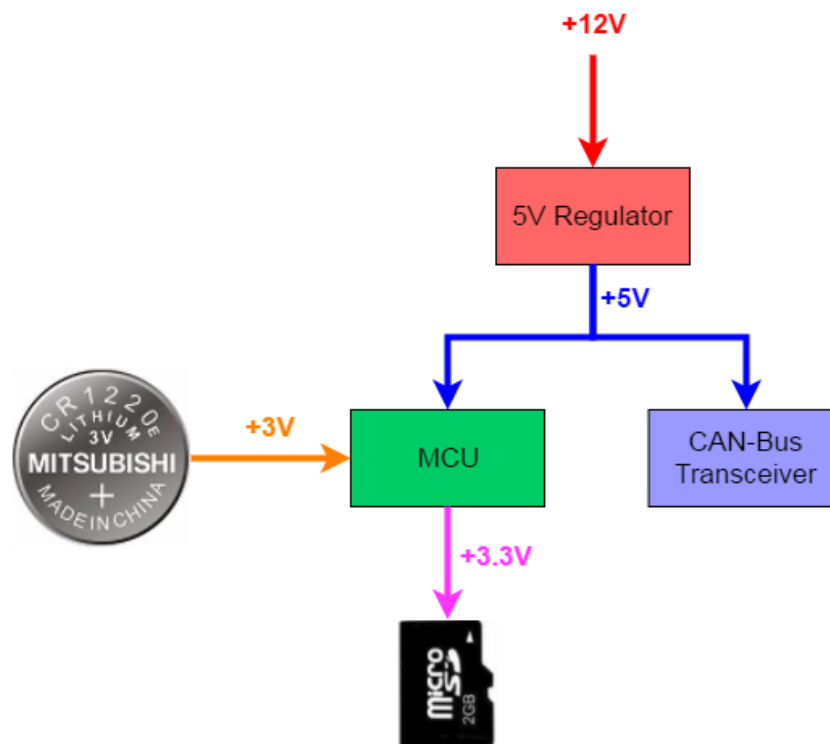 +12V
5V Regulator
+5V
CR1220E
LITHIUM
3V
MITSUBISHI
+
MADE IN CHINA
+3V
MCU
CAN-Bus
Transceiver
+3.3V
micro
SD
2GB